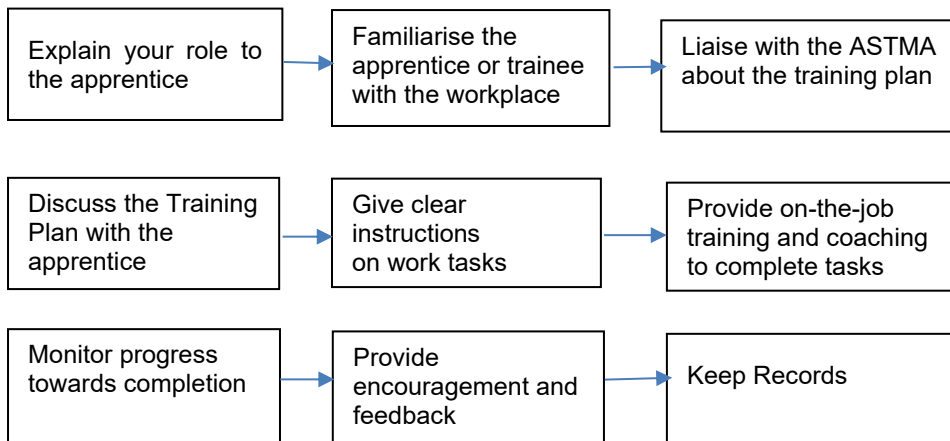 Explain your role to
the apprentice
Familiarise the
apprentice or trainee
with the workplace
Liaise with the ASTMA
about the training plan
Discuss the Training
Plan with the
apprentice
Give clear
instructions
on work tasks
Provide on-the-job
training and coaching
to complete tasks
Monitor progress
towards completion
Provide
encouragement and
feedback
Keep Records